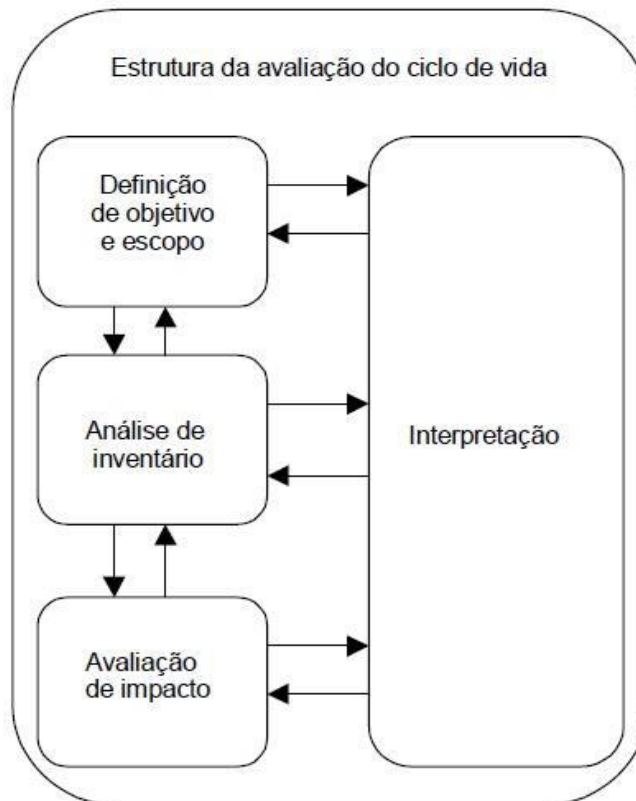 Estrutura da avaliação do ciclo de vida
Definição
de objetivo
e escopo
Análise de
inventário
Interpretação
Avaliação
de impacto